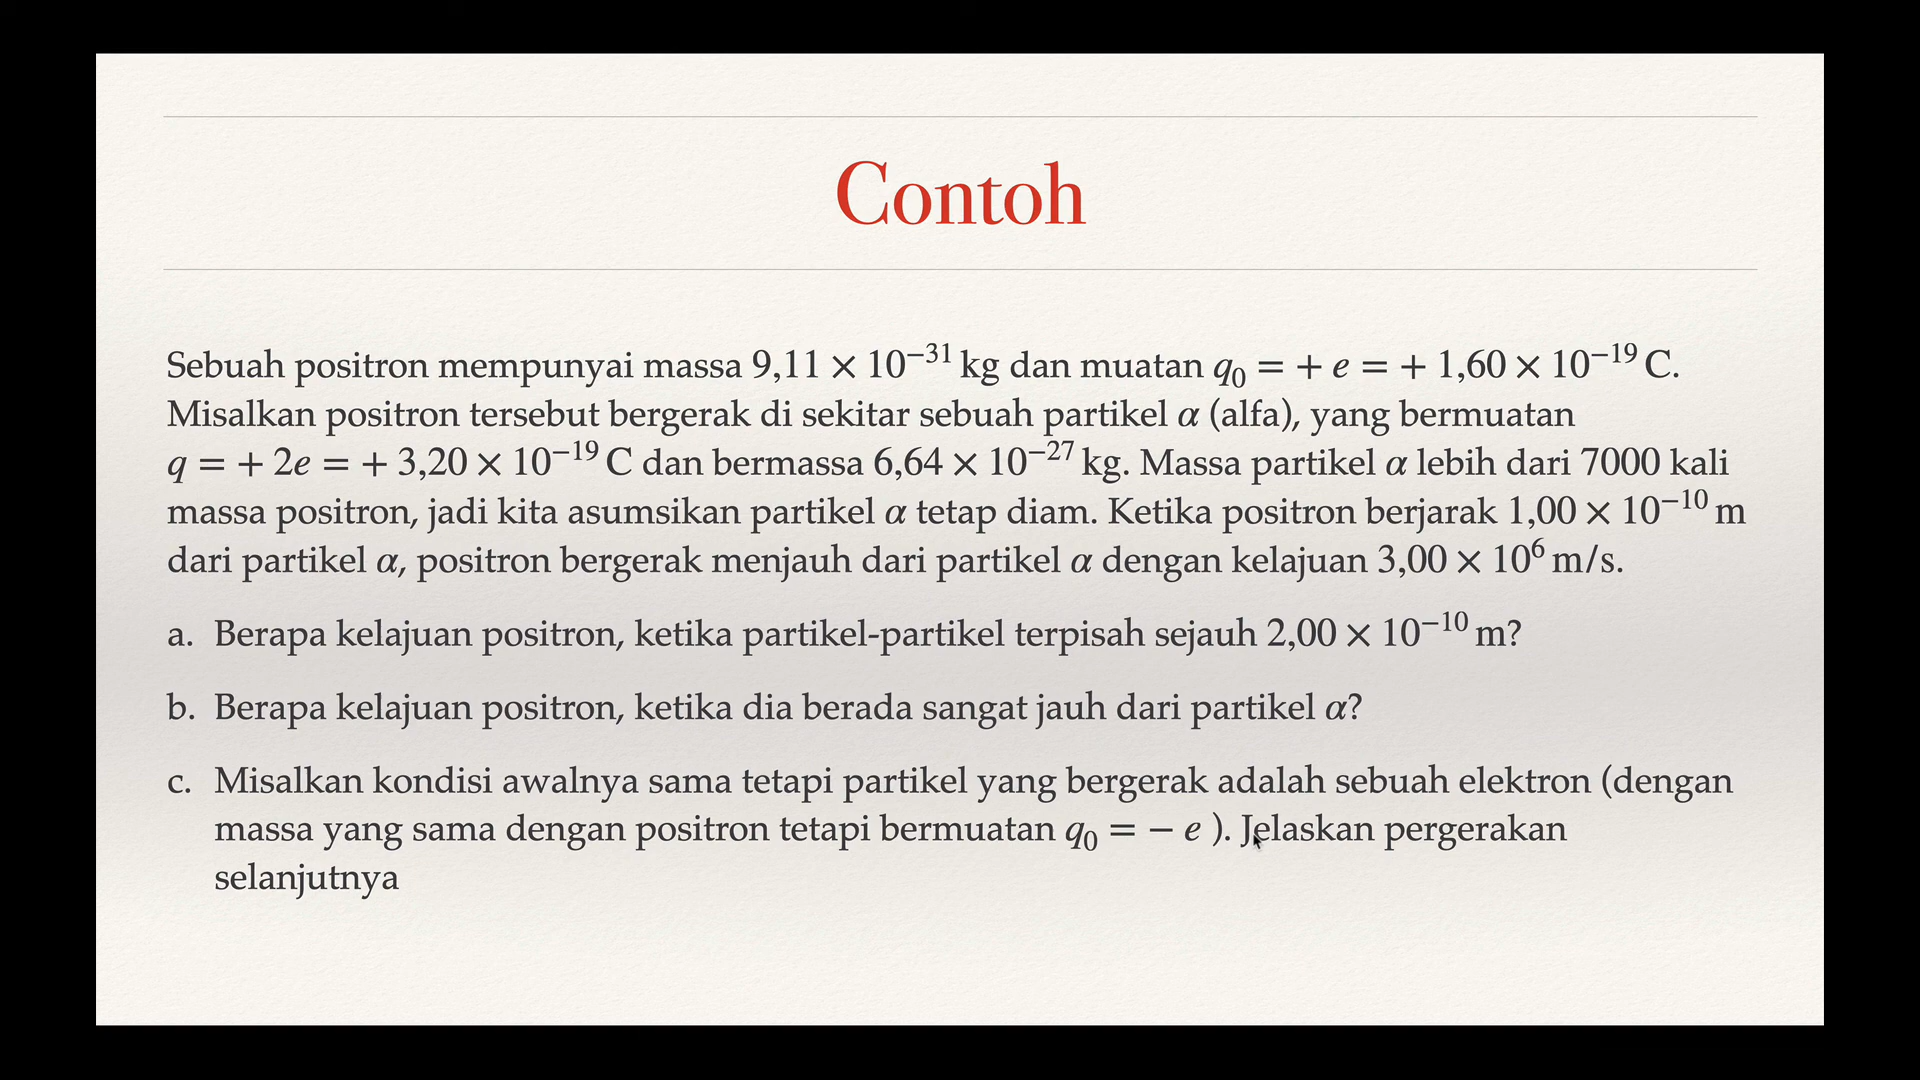 Contoh
Sebuah positron mempunyai massa 9,11 × 10⁻³¹ kg dan muatan q₀ = + e = + 1,60 × 10⁻¹⁹ C.
Misalkan positron tersebut bergerak di sekitar sebuah partikel α (alfa), yang bermuatan
q = + 2e = + 3,20 × 10⁻¹⁹ C dan bermassa 6,64 × 10⁻²⁷ kg. Massa partikel α lebih dari 7000 kali
massa positron, jadi kita asumsikan partikel α tetap diam. Ketika positron berjarak 1,00 × 10⁻¹⁰ m
dari partikel α, positron bergerak menjauh dari partikel α dengan kelajuan 3,00 × 10⁶ m/s.
a. Berapa kelajuan positron, ketika partikel-partikel terpisah sejauh 2,00 × 10⁻¹⁰ m?
b. Berapa kelajuan positron, ketika dia berada sangat jauh dari partikel α?
c. Misalkan kondisi awalnya sama tetapi partikel yang bergerak adalah sebuah elektron (dengan
massa yang sama dengan positron tetapi bermuatan q₀ = − e ). Jelaskan pergerakan
selanjutnya